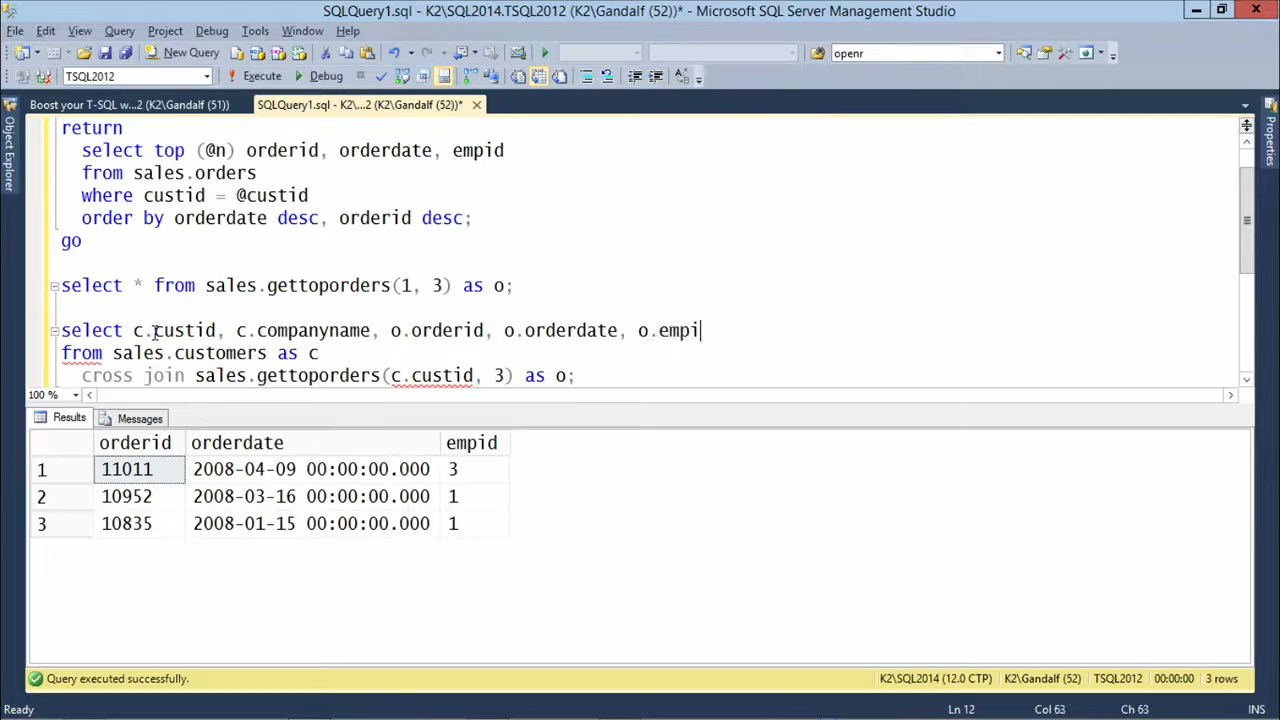 SQLQuery1.sql - K2\SQL2014.TSQL2012 (K2\Gandalf (52))* - Microsoft SQL Server Management Studio
File Edit View Query Project Debug Tools Window Help
New Query
openr
TSQL2012
Execute
Debug
Boost your T-SQL w...2 (K2\Gandalf (51))
SQLQuery1.sql - K2\...2 (K2\Gandalf (52))*
Object Explorer
Properties
return
select top (@n) orderid, orderdate, empid
from sales.orders
where custid = @custid
order by orderdate desc, orderid desc;
go
select * from sales.gettoporders(1, 3) as o;
select c.custid, c.companyname, o.orderid, o.orderdate, o.empi
from sales.customers as c
cross join sales.gettoporders(c.custid, 3) as o;
100 %
Results Messages
orderid orderdate empid
1 11011 2008-04-09 00:00:00.000 3
2 10952 2008-03-16 00:00:00.000 1
3 10835 2008-01-15 00:00:00.000 1
Query executed successfully. K2\SQL2014 (12.0 CTP) K2\Gandalf (52) TSQL2012 00:00:00 3 rows
Ready Ln 12 Col 63 Ch 63 INS